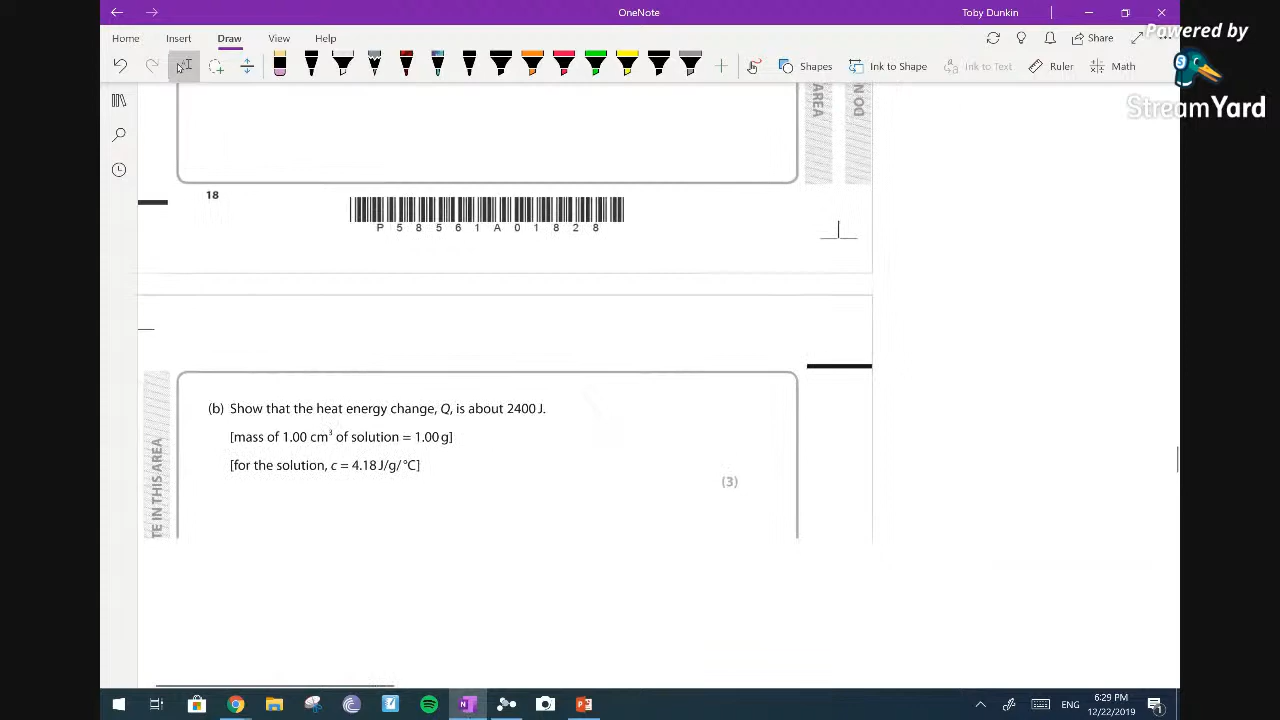 OneNote
Toby Dunkin
Powered by
StreamYard
Home
Insert
Draw
View
Help
Share
Shapes
Ink to Shape
Ink to Text
Ruler
Math
AREA
DO N
18
P 5 8 5 6 1 A 0 1 8 2 8
(b) Show that the heat energy change, Q, is about 2400 J.
[mass of 1.00 cm³ of solution = 1.00 g]
[for the solution, c = 4.18 J/g/°C]
(3)
TE IN THIS AREA
ENG
6:29 PM
12/22/2019